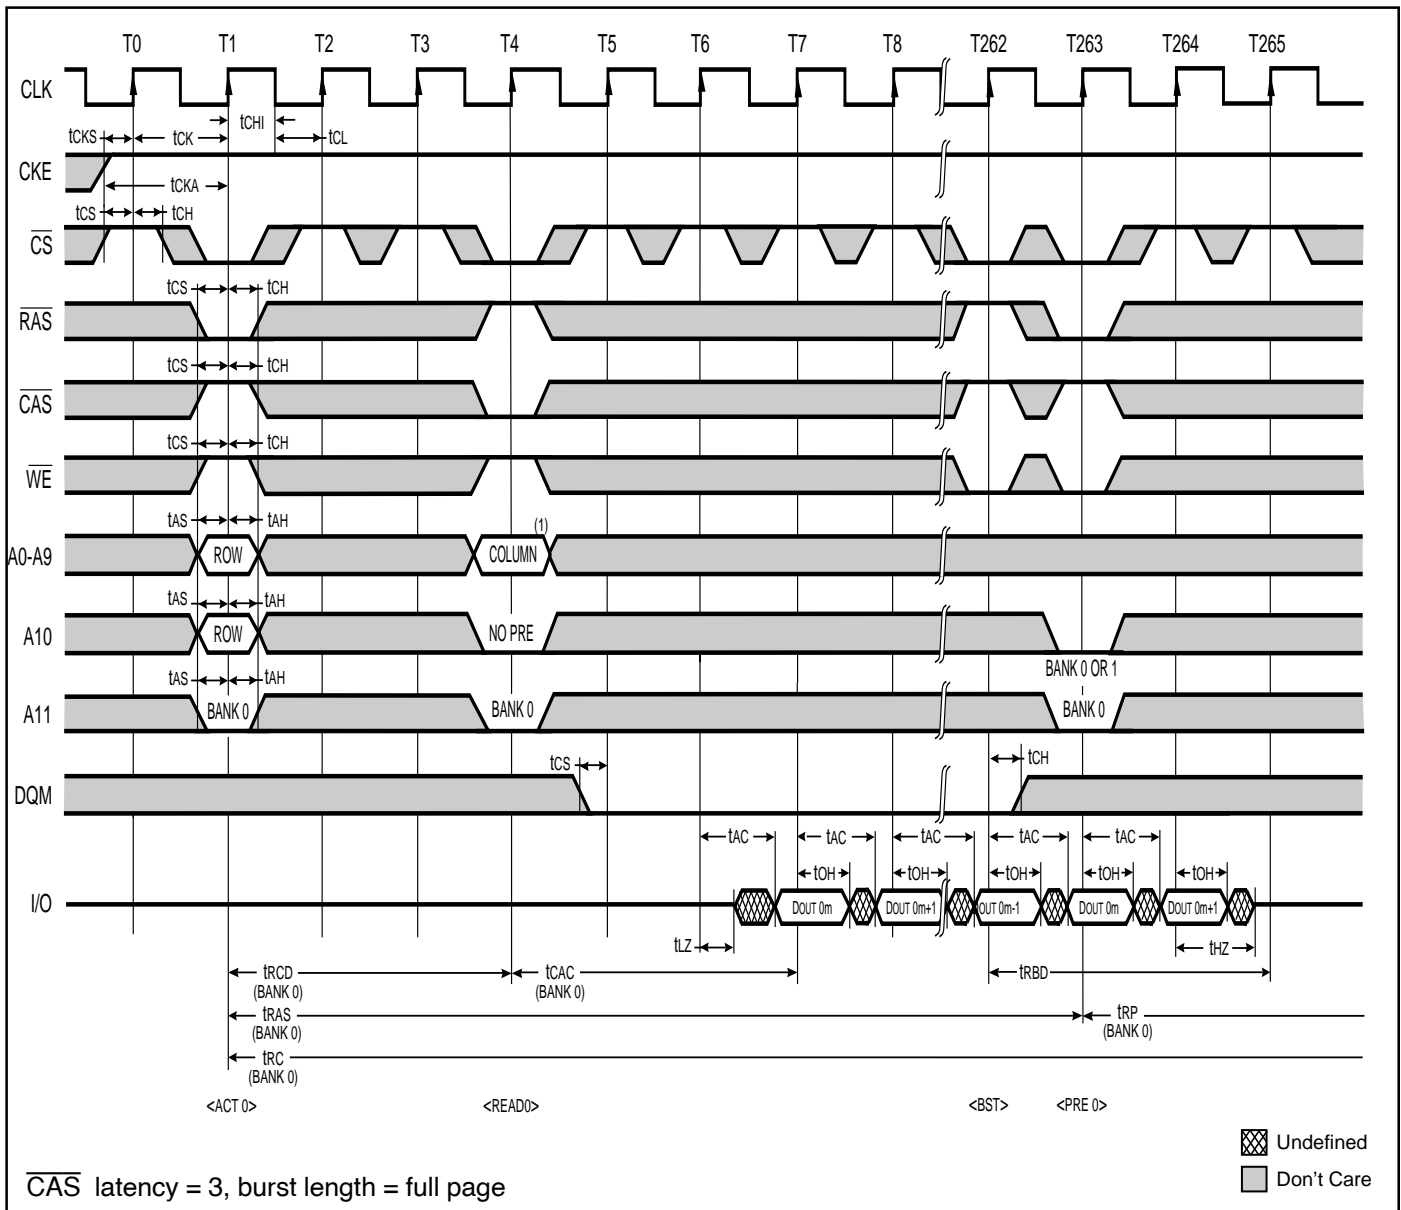 T0 T1 T2 T3 T4 T5 T6 T7 T8 T262 T263 T264 T265
CLK
tCHI
tCKS tCK tCL
CKE
tCKA
tCS tCH
CS
tCS tCH
RAS
tCS tCH
CAS
tCS tCH
WE
tAS tAH (1)
A0-A9 ROW COLUMN
tAS tAH
A10 ROW NO PRE
BANK 0 OR 1
tAS tAH
A11 BANK 0 BANK 0 BANK 0
tCS tCH
DQM
tAC tAC tAC tAC tAC
tOH tOH tOH tOH tOH
I/O DOUT 0m DOUT 0m+1 OUT 0m-1 DOUT 0m DOUT 0m+1
tLZ tHZ
tRCD tCAC tRBD
(BANK 0) (BANK 0)
tRAS tRP
(BANK 0) (BANK 0)
tRC
(BANK 0)
<ACT 0> <READ0> <BST> <PRE 0>
Undefined
Don't Care
CAS latency = 3, burst length = full page